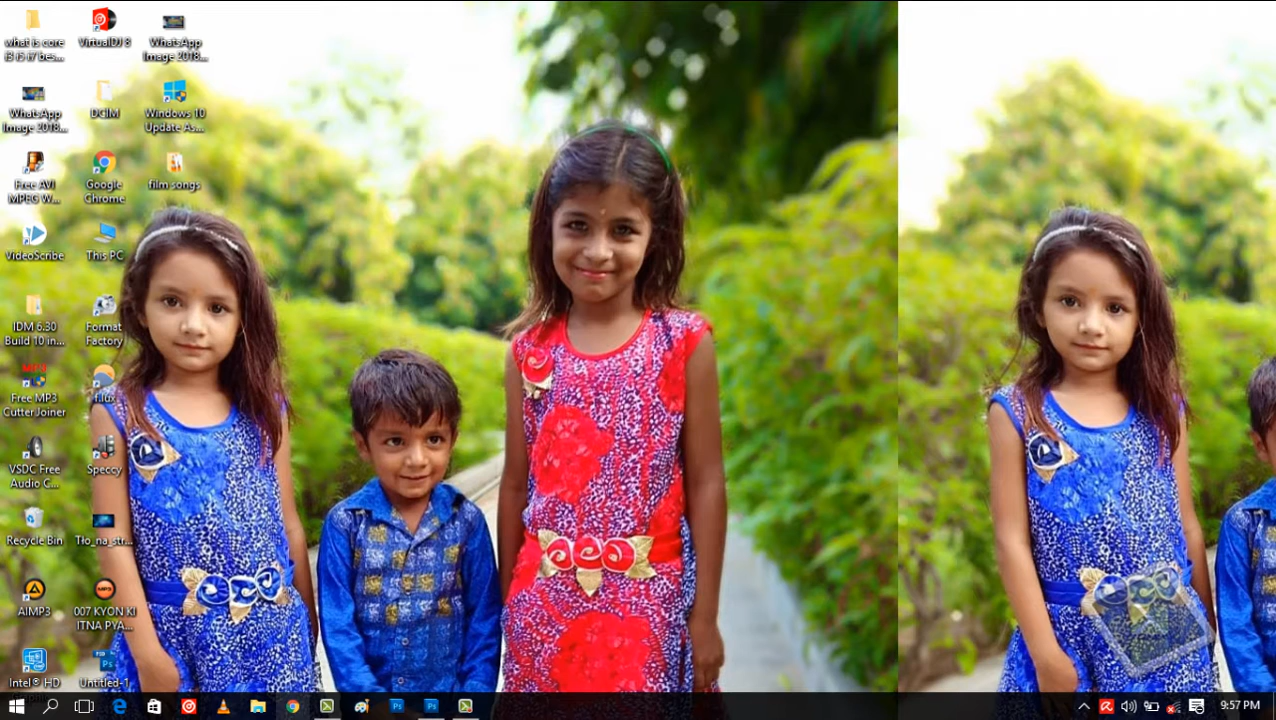 what is core
i3 i5 i7 bes...
VirtualDJ 8
WhatsApp
Image 2018...
WhatsApp
Image 2018...
DCIM
Windows 10
Update As...
Free AVI
MPEG W...
Google
Chrome
film songs
VideoScribe
This PC
IDM 6.30
Build 10 in...
Format
Factory
Free MP3
Cutter Joiner
f.lux
VSDC Free
Audio C...
Speccy
Recycle Bin
Tło_na_str...
AIMP3
007 KYON KI
ITNA PYA...
Intel® HD
Untitled-1
9:57 PM